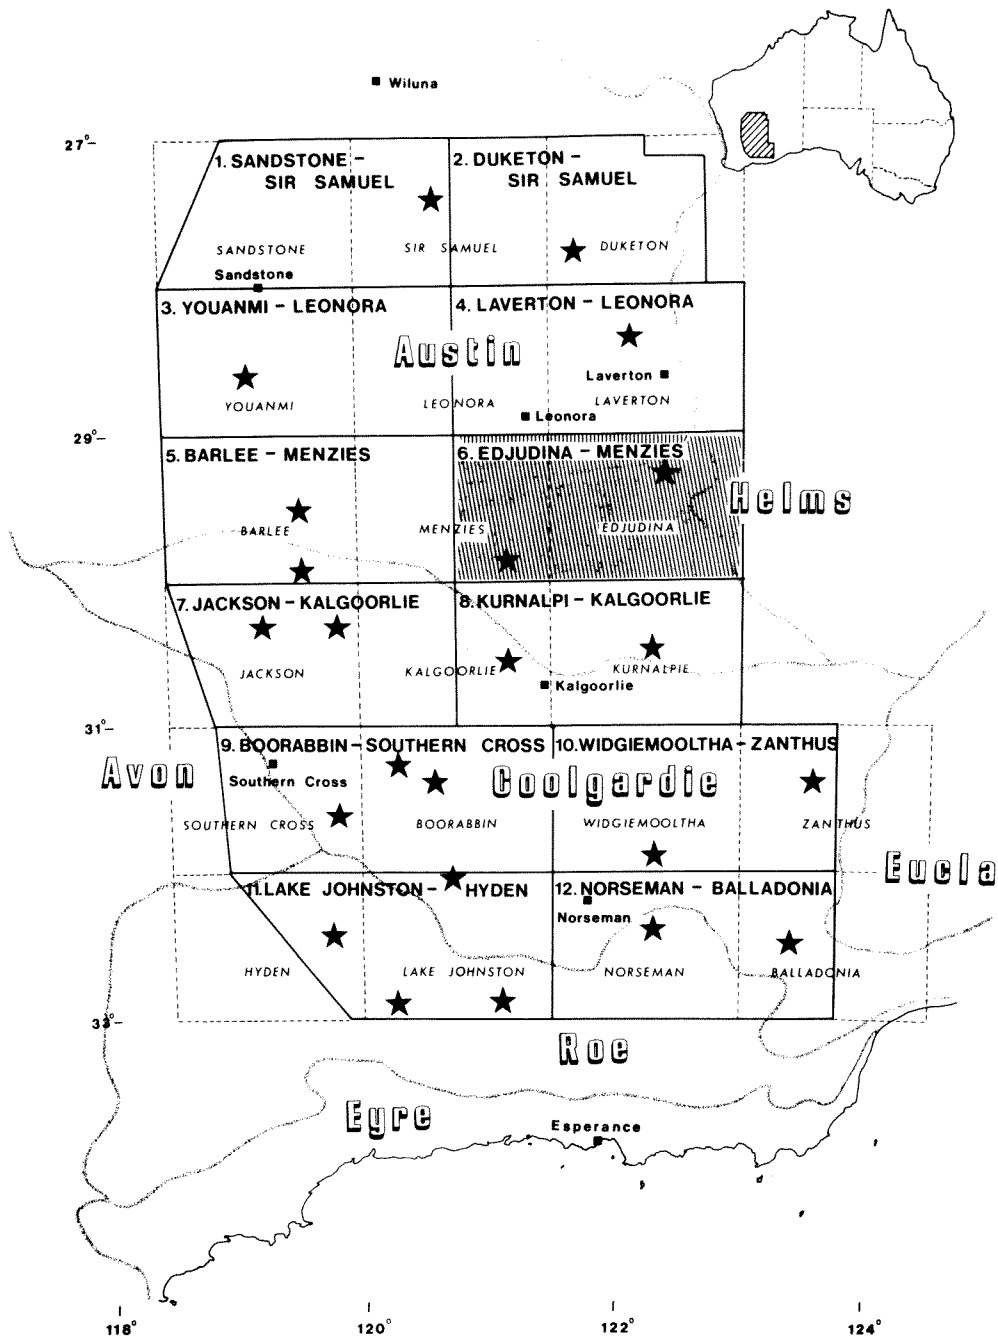 Wiluna
27°
1. SANDSTONE –
SIR SAMUEL
2. DUKETON –
SIR SAMUEL
SANDSTONE
SIR SAMUEL
DUKETON
Sandstone
3. YOUANMI – LEONORA
4. LAVERTON – LEONORA
Austin
Laverton
YOUANMI
LEONORA
LAVERTON
Leonora
29°
5. BARLEE – MENZIES
6. EDJUDINA – MENZIES
Helms
BARLEE
MENZIES
EDJUDINA
7. JACKSON – KALGOORLIE
8. KURNALPI – KALGOORLIE
JACKSON
KALGOORLIE
KURNALPIE
Kalgoorlie
31°
9. BOORABBIN – SOUTHERN CROSS
10. WIDGIEMOOLTHA – ZANTHUS
Avon
Southern Cross
Coolgardie
SOUTHERN CROSS
BOORABBIN
WIDGIEMOOLTHA
ZANTHUS
Eucla
11. LAKE JOHNSTON – HYDEN
12. NORSEMAN – BALLADONIA
Norseman
HYDEN
LAKE JOHNSTON
NORSEMAN
BALLADONIA
33°
Roe
Eyre
Esperance
118°
120°
122°
124°